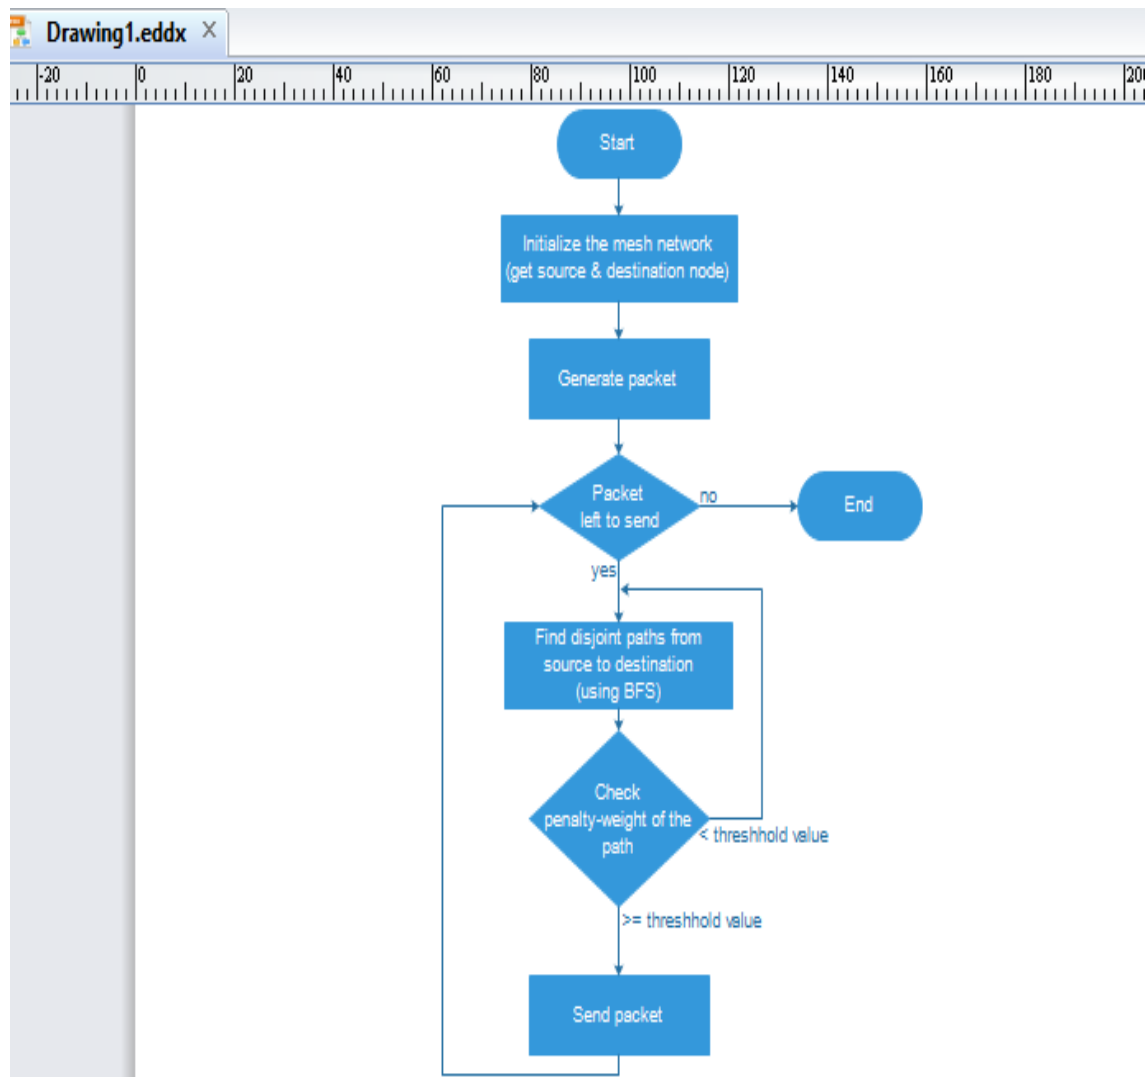 Drawing1.eddx
-20 0 20 40 60 80 100 120 140 160 180 200
Start
Initialize the mesh network
(get source & destination node)
Generate packet
Packet
left to send
no
End
yes
Find disjoint paths from
source to destination
(using BFS)
Check
penalty-weight of the
path
< threshhold value
>= threshhold value
Send packet